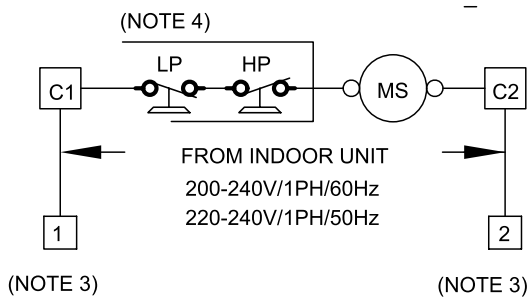 (NOTE 4)
LP HP
C1 MS C2
FROM INDOOR UNIT
200-240V/1PH/60Hz
220-240V/1PH/50Hz
1 2
(NOTE 3) (NOTE 3)